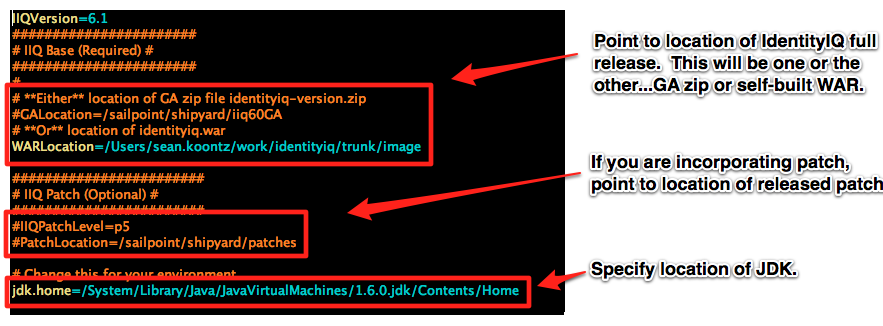 IIQVersion=6.1
#######################
# IIQ Base (Required) #
#######################
#
# **Either** location of GA zip file identityiq-version.zip
#GALocation=/sailpoint/shipyard/iiq60GA
# **Or** location of identityiq.war
WARLocation=/Users/sean.koontz/work/identityiq/trunk/image
########################
# IIQ Patch (Optional) #
########################
#IIQPatchLevel=p5
#PatchLocation=/sailpoint/shipyard/patches
# Change this for your environment
jdk.home=/System/Library/Java/JavaVirtualMachines/1.6.0.jdk/Contents/Home
Point to location of IdentityIQ full
release. This will be one or the
other...GA zip or self-built WAR.
If you are incorporating patch,
point to location of released patch
Specify location of JDK.